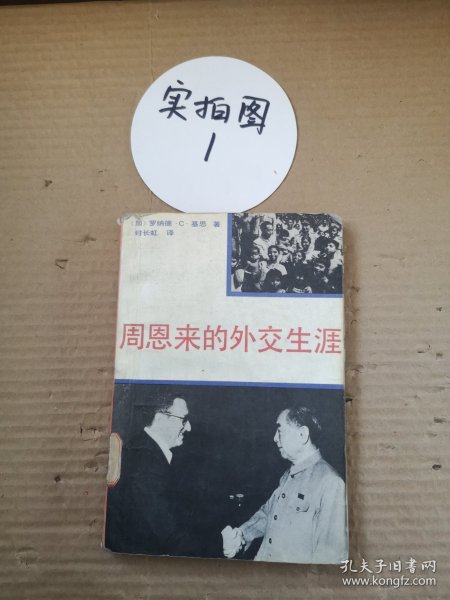 实拍图
1
（加）罗纳德·C·基思 著
时长虹 译
周恩来的外交生涯
孔夫子旧书网
www.kongfz.com